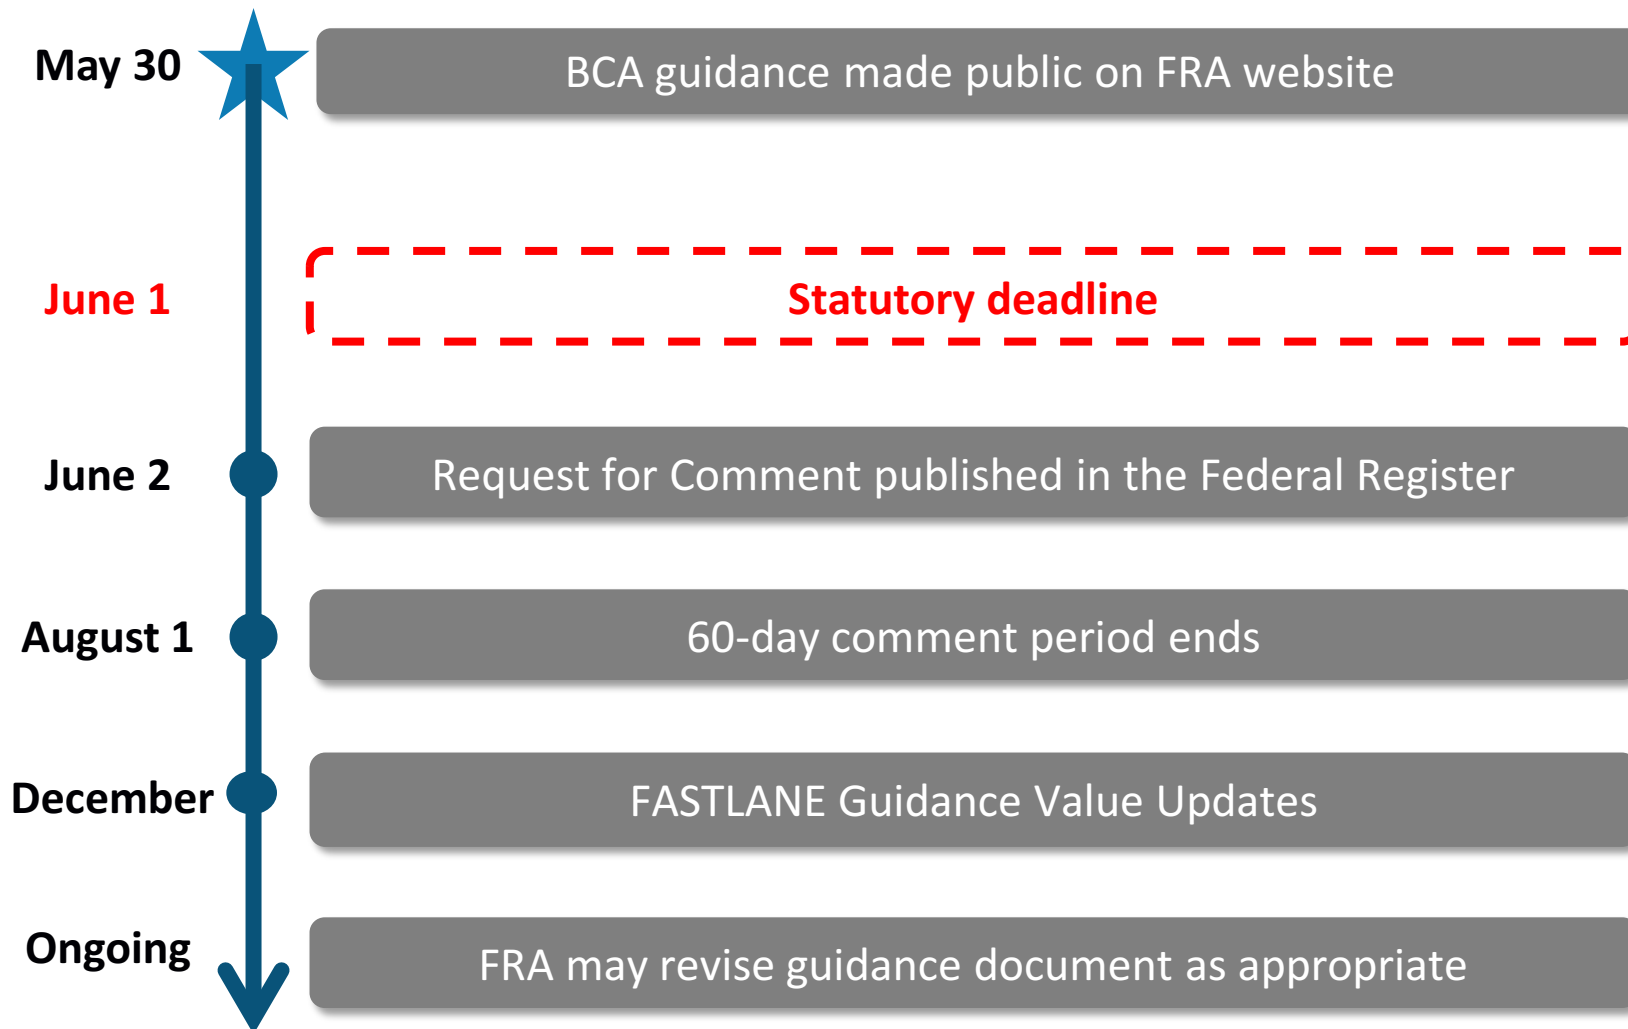 May 30
BCA guidance made public on FRA website
June 1
Statutory deadline
June 2
Request for Comment published in the Federal Register
August 1
60-day comment period ends
December
FASTLANE Guidance Value Updates
Ongoing
FRA may revise guidance document as appropriate